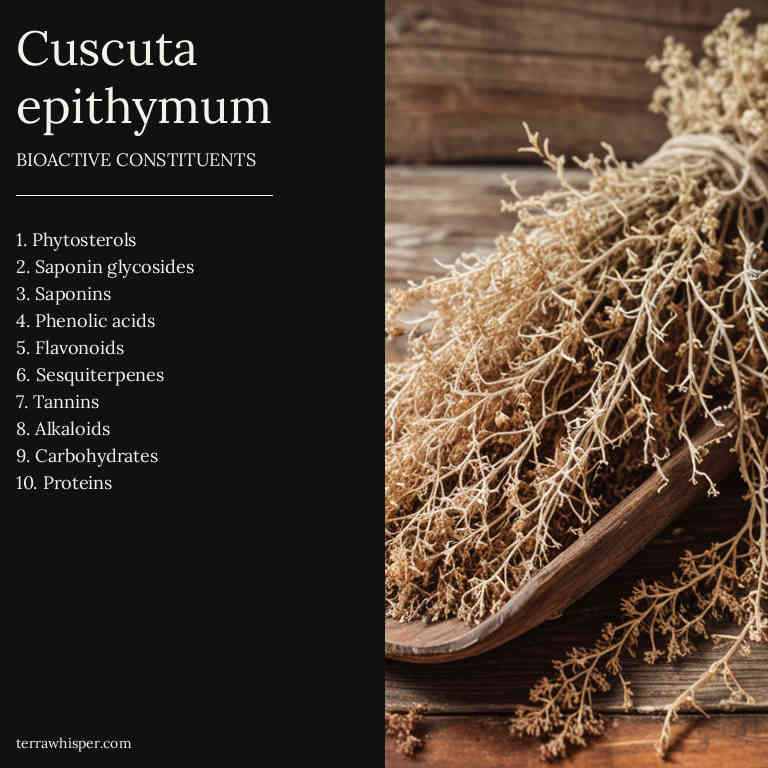 Cuscuta
epithymum
BIOACTIVE CONSTITUENTS
1. Phytosterols
2. Saponin glycosides
3. Saponins
4. Phenolic acids
5. Flavonoids
6. Sesquiterpenes
7. Tannins
8. Alkaloids
9. Carbohydrates
10. Proteins
terrawhisper.com